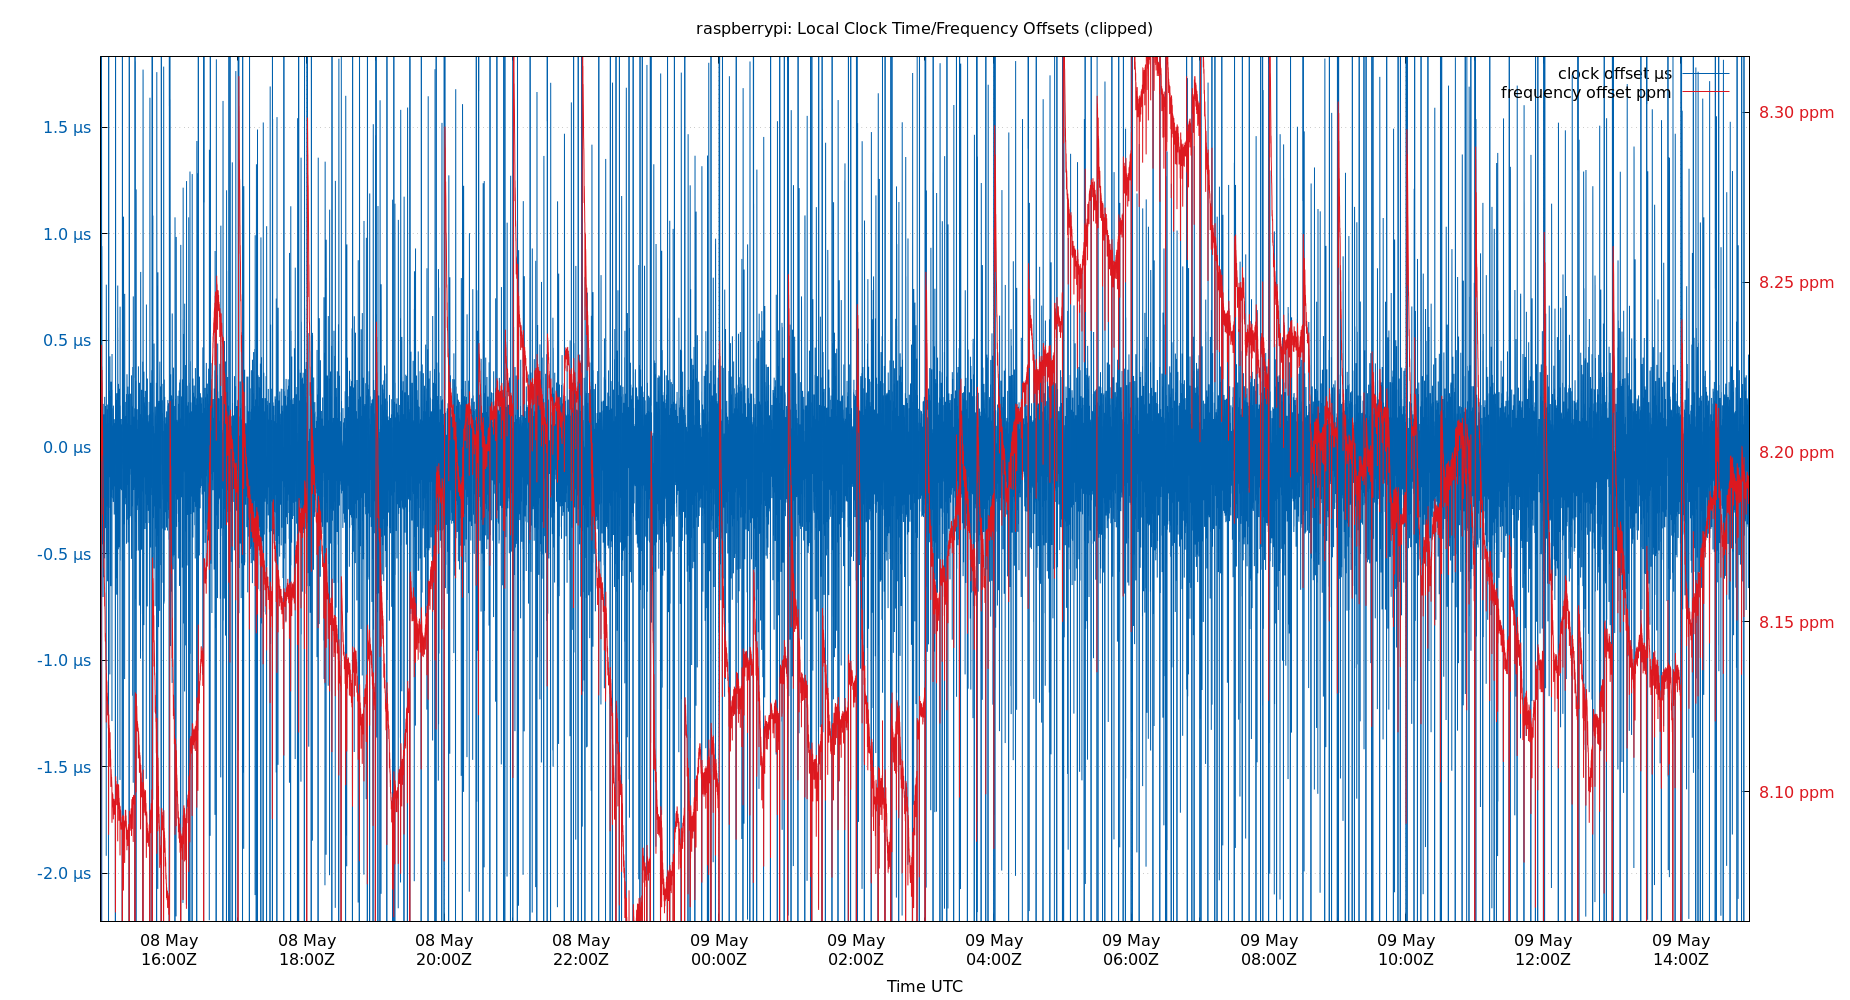 raspberrypi: Local Clock Time/Frequency Offsets (clipped)
clock offset µs
frequency offset ppm
1.5 µs
1.0 µs
0.5 µs
0.0 µs
-0.5 µs
-1.0 µs
-1.5 µs
-2.0 µs
8.30 ppm
8.25 ppm
8.20 ppm
8.15 ppm
8.10 ppm
08 May 08 May 08 May 08 May 09 May 09 May 09 May 09 May 09 May 09 May 09 May 09 May
16:00Z 18:00Z 20:00Z 22:00Z 00:00Z 02:00Z 04:00Z 06:00Z 08:00Z 10:00Z 12:00Z 14:00Z
Time UTC